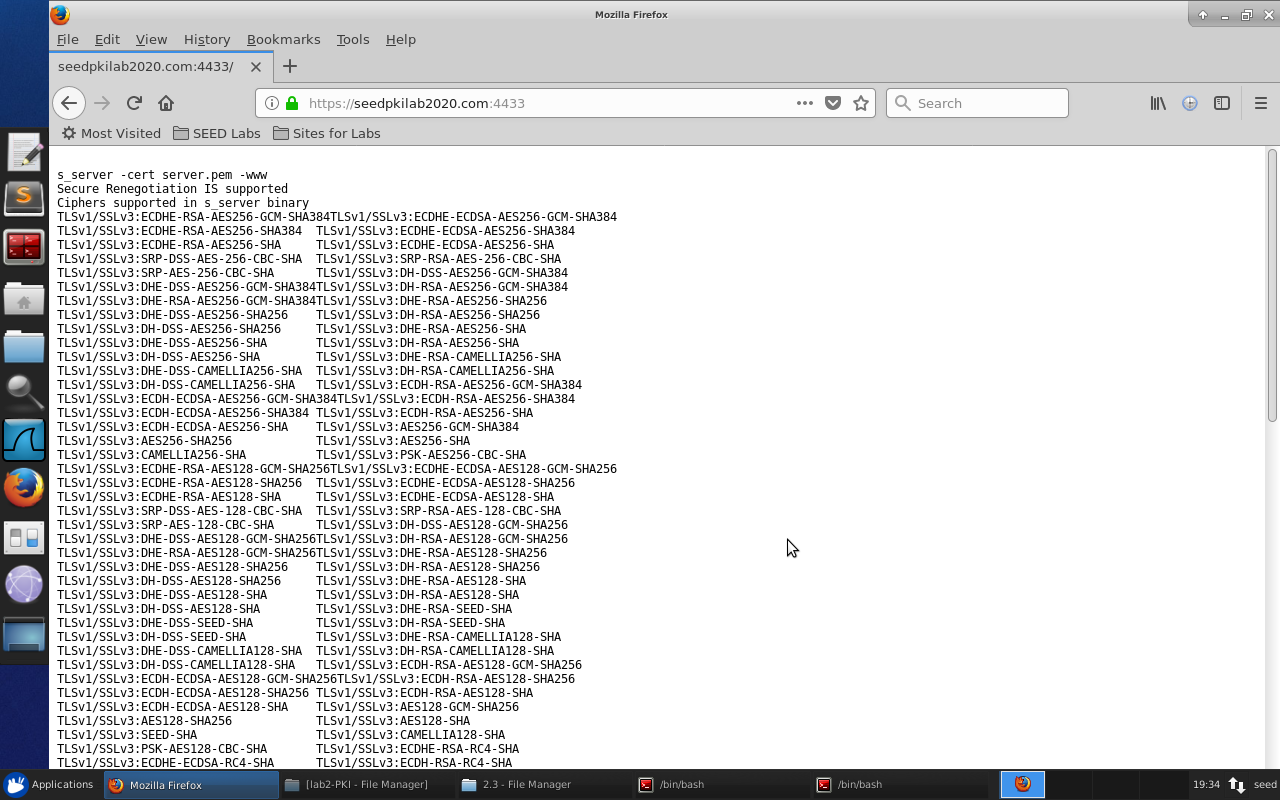 Mozilla Firefox
File Edit View History Bookmarks Tools Help
seedpkilab2020.com:4433/
https://seedpkilab2020.com:4433
Search
Most Visited SEED Labs Sites for Labs
s_server -cert server.pem -www
Secure Renegotiation IS supported
Ciphers supported in s_server binary
TLSv1/SSLv3:ECDHE-RSA-AES256-GCM-SHA384TLSv1/SSLv3:ECDHE-ECDSA-AES256-GCM-SHA384
TLSv1/SSLv3:ECDHE-RSA-AES256-SHA384 TLSv1/SSLv3:ECDHE-ECDSA-AES256-SHA384
TLSv1/SSLv3:ECDHE-RSA-AES256-SHA TLSv1/SSLv3:ECDHE-ECDSA-AES256-SHA
TLSv1/SSLv3:SRP-DSS-AES-256-CBC-SHA TLSv1/SSLv3:SRP-RSA-AES-256-CBC-SHA
TLSv1/SSLv3:SRP-AES-256-CBC-SHA TLSv1/SSLv3:DH-DSS-AES256-GCM-SHA384
TLSv1/SSLv3:DHE-DSS-AES256-GCM-SHA384TLSv1/SSLv3:DH-RSA-AES256-GCM-SHA384
TLSv1/SSLv3:DHE-RSA-AES256-GCM-SHA384TLSv1/SSLv3:DHE-RSA-AES256-SHA256
TLSv1/SSLv3:DHE-DSS-AES256-SHA256 TLSv1/SSLv3:DH-RSA-AES256-SHA256
TLSv1/SSLv3:DH-DSS-AES256-SHA256 TLSv1/SSLv3:DHE-RSA-AES256-SHA
TLSv1/SSLv3:DHE-DSS-AES256-SHA TLSv1/SSLv3:DH-RSA-AES256-SHA
TLSv1/SSLv3:DH-DSS-AES256-SHA TLSv1/SSLv3:DHE-RSA-CAMELLIA256-SHA
TLSv1/SSLv3:DHE-DSS-CAMELLIA256-SHA TLSv1/SSLv3:DH-RSA-CAMELLIA256-SHA
TLSv1/SSLv3:DH-DSS-CAMELLIA256-SHA TLSv1/SSLv3:ECDH-RSA-AES256-GCM-SHA384
TLSv1/SSLv3:ECDH-ECDSA-AES256-GCM-SHA384TLSv1/SSLv3:ECDH-RSA-AES256-SHA384
TLSv1/SSLv3:ECDH-ECDSA-AES256-SHA384 TLSv1/SSLv3:ECDH-RSA-AES256-SHA
TLSv1/SSLv3:ECDH-ECDSA-AES256-SHA TLSv1/SSLv3:AES256-GCM-SHA384
TLSv1/SSLv3:AES256-SHA256 TLSv1/SSLv3:AES256-SHA
TLSv1/SSLv3:CAMELLIA256-SHA TLSv1/SSLv3:PSK-AES256-CBC-SHA
TLSv1/SSLv3:ECDHE-RSA-AES128-GCM-SHA256TLSv1/SSLv3:ECDHE-ECDSA-AES128-GCM-SHA256
TLSv1/SSLv3:ECDHE-RSA-AES128-SHA256 TLSv1/SSLv3:ECDHE-ECDSA-AES128-SHA256
TLSv1/SSLv3:ECDHE-RSA-AES128-SHA TLSv1/SSLv3:ECDHE-ECDSA-AES128-SHA
TLSv1/SSLv3:SRP-DSS-AES-128-CBC-SHA TLSv1/SSLv3:SRP-RSA-AES-128-CBC-SHA
TLSv1/SSLv3:SRP-AES-128-CBC-SHA TLSv1/SSLv3:DH-DSS-AES128-GCM-SHA256
TLSv1/SSLv3:DHE-DSS-AES128-GCM-SHA256TLSv1/SSLv3:DH-RSA-AES128-GCM-SHA256
TLSv1/SSLv3:DHE-RSA-AES128-GCM-SHA256TLSv1/SSLv3:DHE-RSA-AES128-SHA256
TLSv1/SSLv3:DHE-DSS-AES128-SHA256 TLSv1/SSLv3:DH-RSA-AES128-SHA256
TLSv1/SSLv3:DH-DSS-AES128-SHA256 TLSv1/SSLv3:DHE-RSA-AES128-SHA
TLSv1/SSLv3:DHE-DSS-AES128-SHA TLSv1/SSLv3:DH-RSA-AES128-SHA
TLSv1/SSLv3:DH-DSS-AES128-SHA TLSv1/SSLv3:DHE-RSA-SEED-SHA
TLSv1/SSLv3:DHE-DSS-SEED-SHA TLSv1/SSLv3:DH-RSA-SEED-SHA
TLSv1/SSLv3:DH-DSS-SEED-SHA TLSv1/SSLv3:DHE-RSA-CAMELLIA128-SHA
TLSv1/SSLv3:DHE-DSS-CAMELLIA128-SHA TLSv1/SSLv3:DH-RSA-CAMELLIA128-SHA
TLSv1/SSLv3:DH-DSS-CAMELLIA128-SHA TLSv1/SSLv3:ECDH-RSA-AES128-GCM-SHA256
TLSv1/SSLv3:ECDH-ECDSA-AES128-GCM-SHA256TLSv1/SSLv3:ECDH-RSA-AES128-SHA256
TLSv1/SSLv3:ECDH-ECDSA-AES128-SHA256 TLSv1/SSLv3:ECDH-RSA-AES128-SHA
TLSv1/SSLv3:ECDH-ECDSA-AES128-SHA TLSv1/SSLv3:AES128-GCM-SHA256
TLSv1/SSLv3:AES128-SHA256 TLSv1/SSLv3:AES128-SHA
TLSv1/SSLv3:SEED-SHA TLSv1/SSLv3:CAMELLIA128-SHA
TLSv1/SSLv3:PSK-AES128-CBC-SHA TLSv1/SSLv3:ECDHE-RSA-RC4-SHA
TLSv1/SSLv3:ECDHE-ECDSA-RC4-SHA TLSv1/SSLv3:ECDH-RSA-RC4-SHA
Applications Mozilla Firefox [lab2-PKI - File Manager] 2.3 - File Manager /bin/bash /bin/bash 19:34 seed